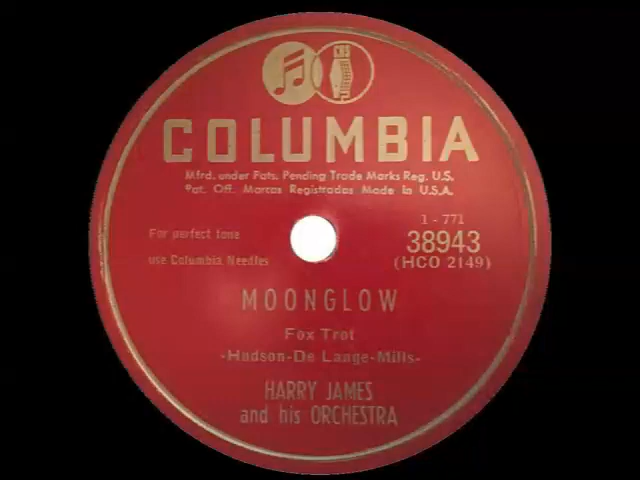 CBS
COLUMBIA
Mfrd. under Pats. Pending Trade Marks Reg. U.S.
Pat. Off. Marcas Registradas Made in U.S.A.
1 - 771
For perfect tone
use Columbia Needles
38943
(HCO 2149)
MOONGLOW
Fox Trot
-Hudson-De Lange-Mills-
HARRY JAMES
and his ORCHESTRA